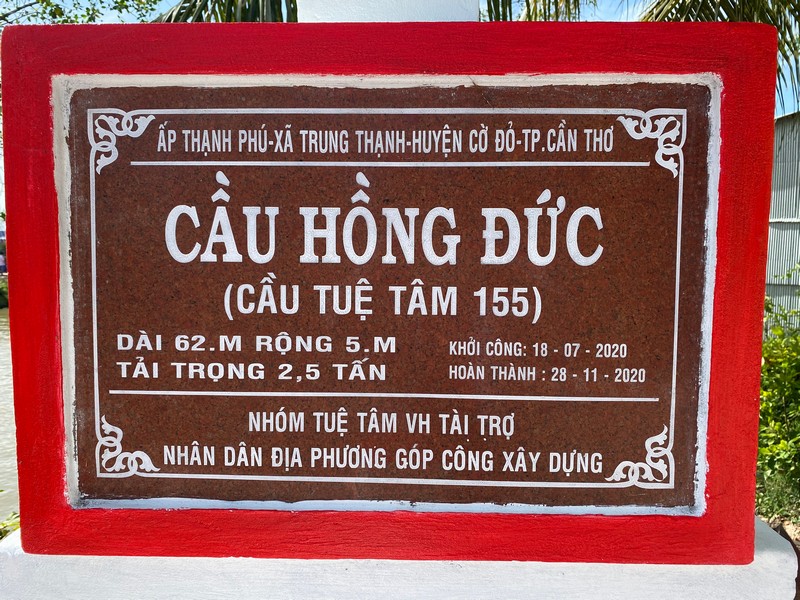 ẤP THẠNH PHÚ-XÃ TRUNG THẠNH-HUYỆN CỜ ĐỎ-TP.CẦN THƠ
CẦU HỒNG ĐỨC
(CẦU TUỆ TÂM 155)
DÀI 62.M RỘNG 5.M
TẢI TRỌNG 2,5 TẤN
KHỞI CÔNG: 18 - 07 - 2020
HOÀN THÀNH : 28 - 11 - 2020
NHÓM TUỆ TÂM VH TÀI TRỢ
NHÂN DÂN ĐỊA PHƯƠNG GÓP CÔNG XÂY DỰNG